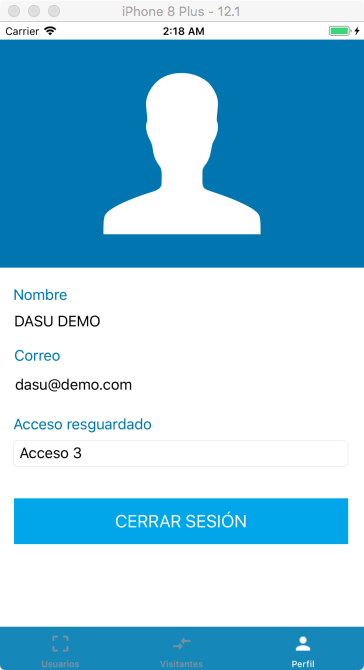 iPhone 8 Plus - 12.1
Carrier 2:18 AM
Nombre
DASU DEMO
Correo
dasu@demo.com
Acceso resguardado
Acceso 3
CERRAR SESIÓN
Usuarios Visitantes Perfil